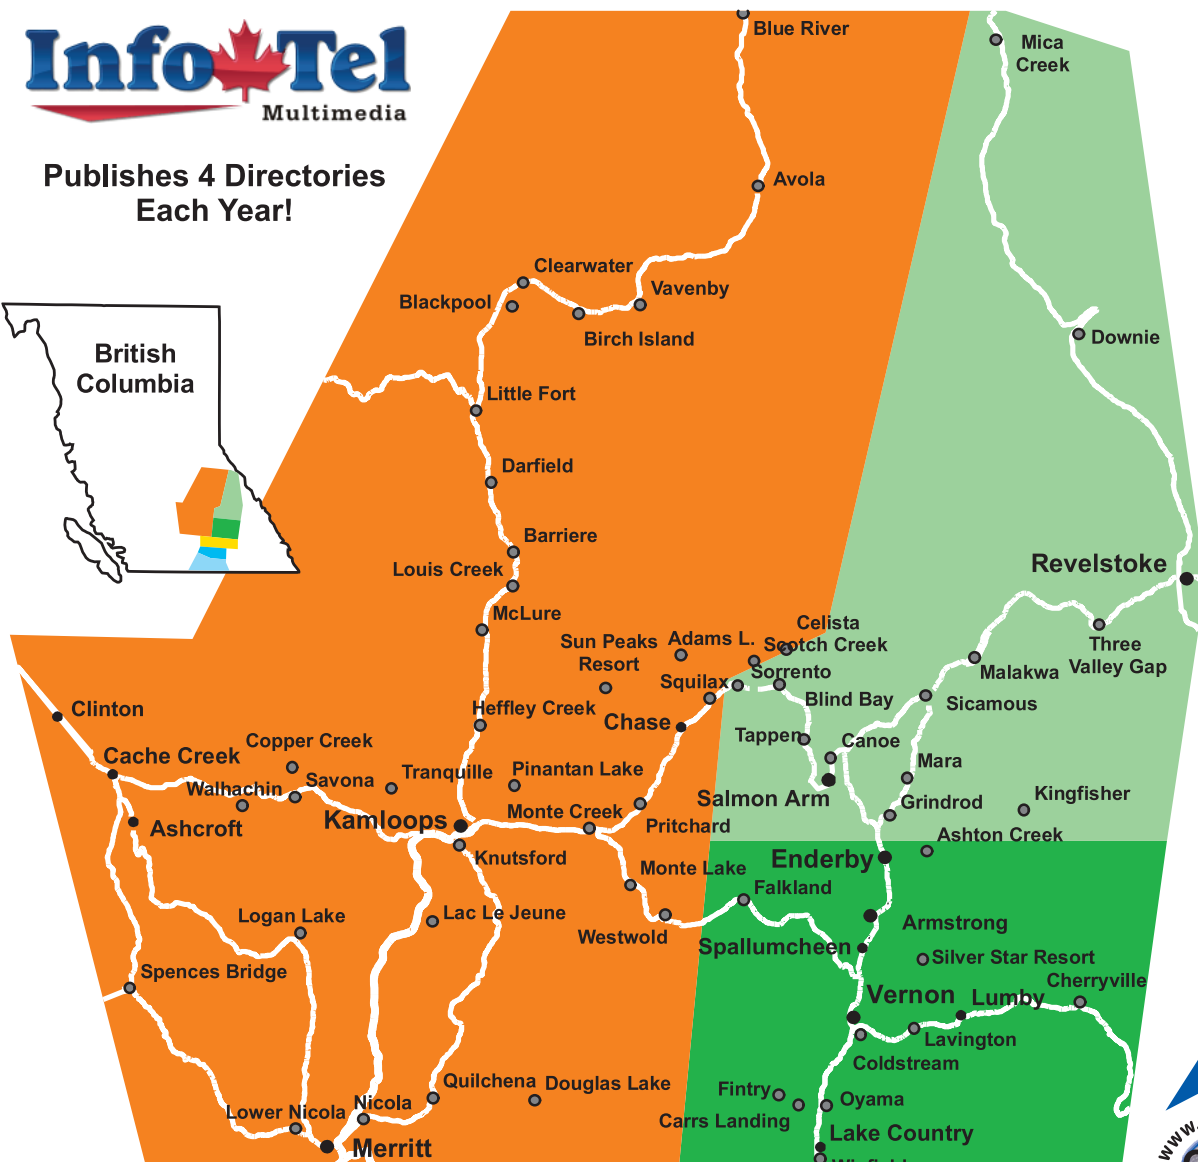 InfoTel
Multimedia
Publishes 4 Directories
Each Year!
British
Columbia
Blue River
Mica
Creek
Avola
Clearwater
Blackpool
Vavenby
Birch Island
Downie
Little Fort
Darfield
Barriere
Louis Creek
McLure
Revelstoke
Celista
Scotch Creek
Adams L.
Sun Peaks
Resort
Three
Valley Gap
Malakwa
Sorrento
Squilax
Blind Bay
Sicamous
Heffley Creek
Chase
Clinton
Tappen
Canoe
Copper Creek
Cache Creek
Mara
Walhachin
Savona
Tranquille
Pinantan Lake
Salmon Arm
Grindrod
Kingfisher
Monte Creek
Pritchard
Ashcroft
Kamloops
Ashton Creek
Knutsford
Enderby
Monte Lake
Falkland
Logan Lake
Lac Le Jeune
Westwold
Armstrong
Spallumcheen
Silver Star Resort
Spences Bridge
Cherryville
Vernon
Lumby
Lavington
Coldstream
Quilchena
Douglas Lake
Fintry
Oyama
Carrs Landing
Lower Nicola
Nicola
Lake Country
Merritt
www.